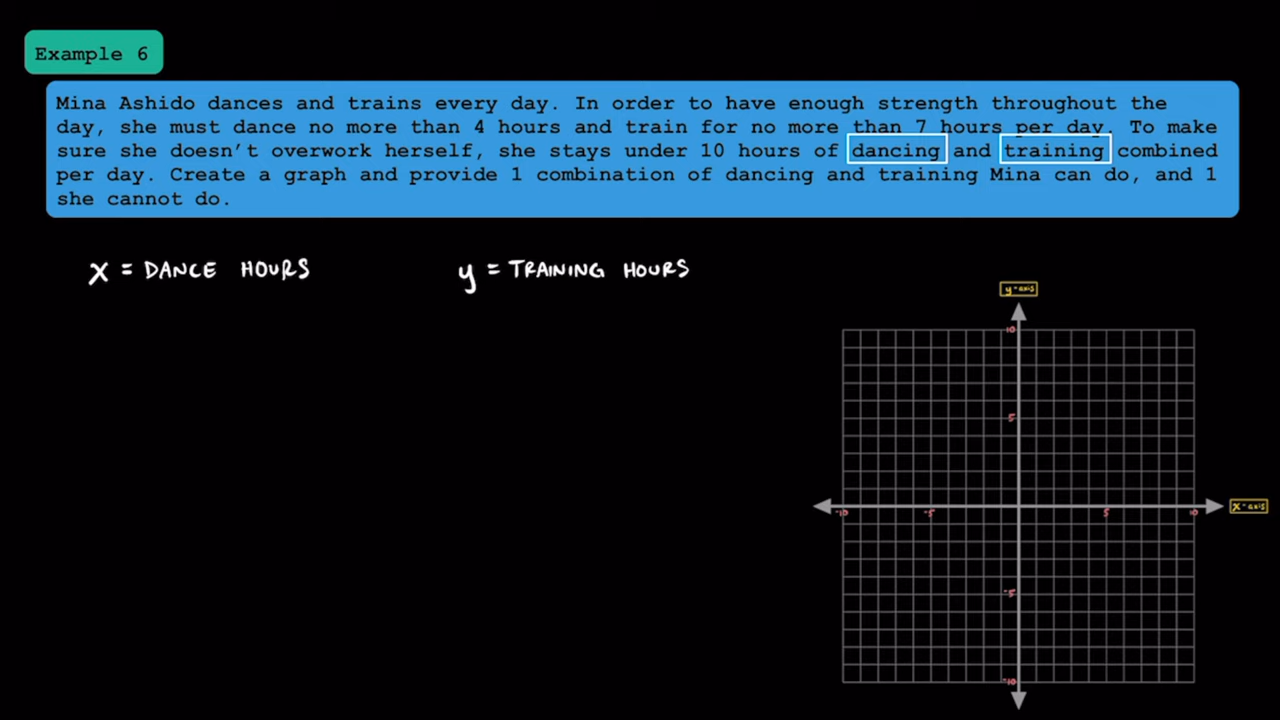 Example 6
Mina Ashido dances and trains every day. In order to have enough strength throughout the
day, she must dance no more than 4 hours and train for no more than 7 hours per day. To make
sure she doesn't overwork herself, she stays under 10 hours of dancing and training combined
per day. Create a graph and provide 1 combination of dancing and training Mina can do, and 1
she cannot do.
x = DANCE HOURS
y = TRAINING HOURS
y-axis
10
5
-10 -5 5 10
x-axis
-5
-10